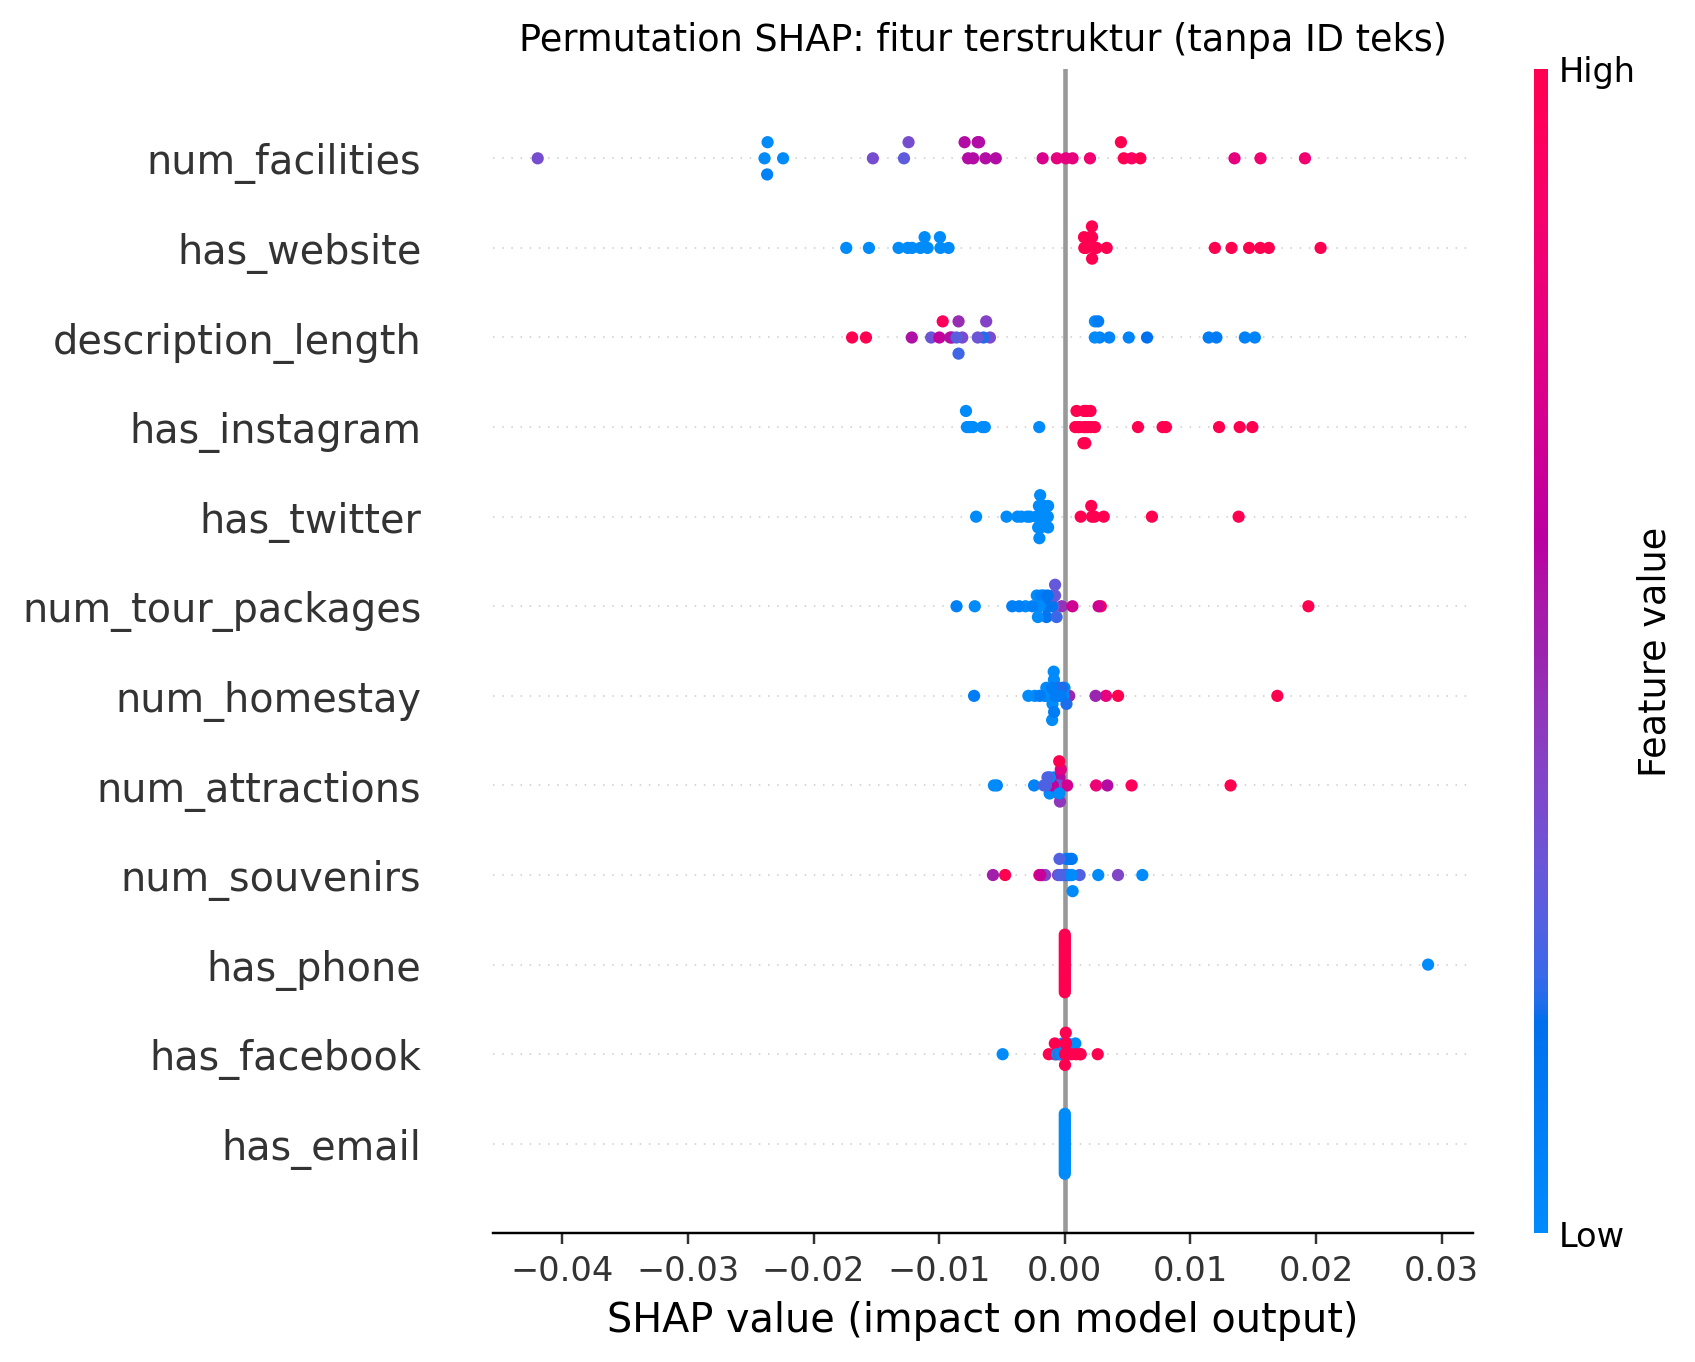 Permutation SHAP: fitur terstruktur (tanpa ID teks)
High
num_facilities
has_website
description_length
has_instagram
has_twitter
num_tour_packages
num_homestay
num_attractions
num_souvenirs
has_phone
has_facebook
has_email
Feature value
Low
−0.04 −0.03 −0.02 −0.01 0.00 0.01 0.02 0.03
SHAP value (impact on model output)